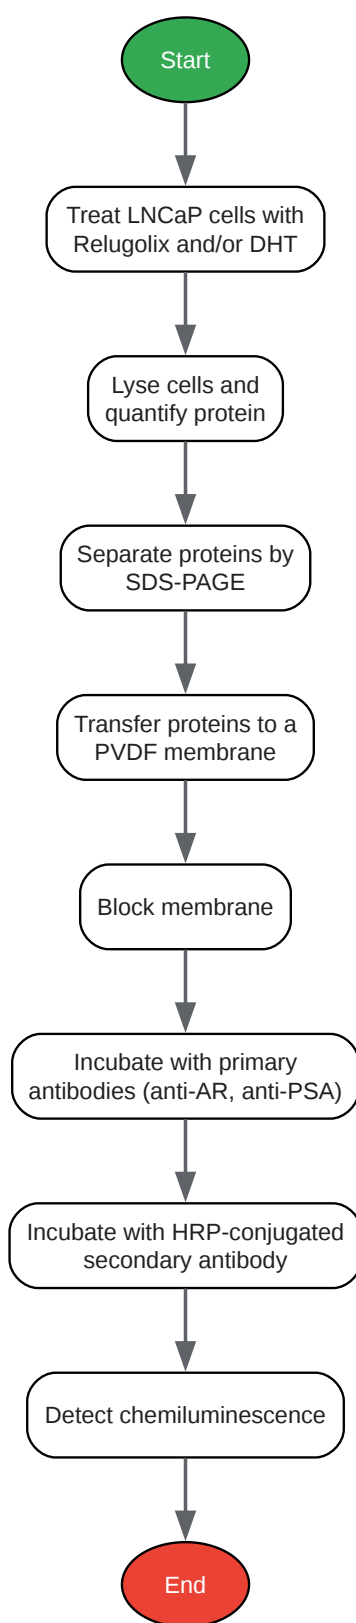 Start
Treat LNCaP cells with
Relugolix and/or DHT
Lyse cells and
quantify protein
Separate proteins by
SDS-PAGE
Transfer proteins to a
PVDF membrane
Block membrane
Incubate with primary
antibodies (anti-AR, anti-PSA)
Incubate with HRP-conjugated
secondary antibody
Detect chemiluminescence
End